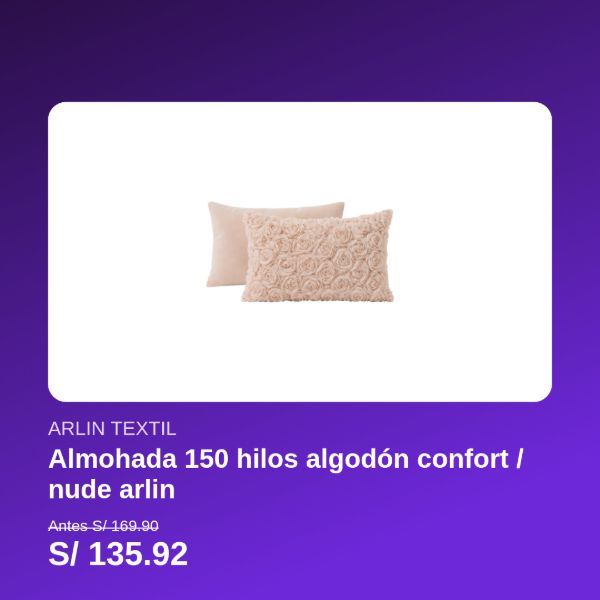 ARLIN TEXTIL
Almohada 150 hilos algodón confort /
nude arlin
Antes S/ 169.90
S/ 135.92